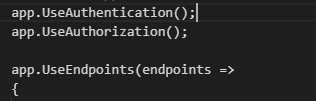 app.UseAuthentication();
app.UseAuthorization();
app.UseEndpoints(endpoints =>
{